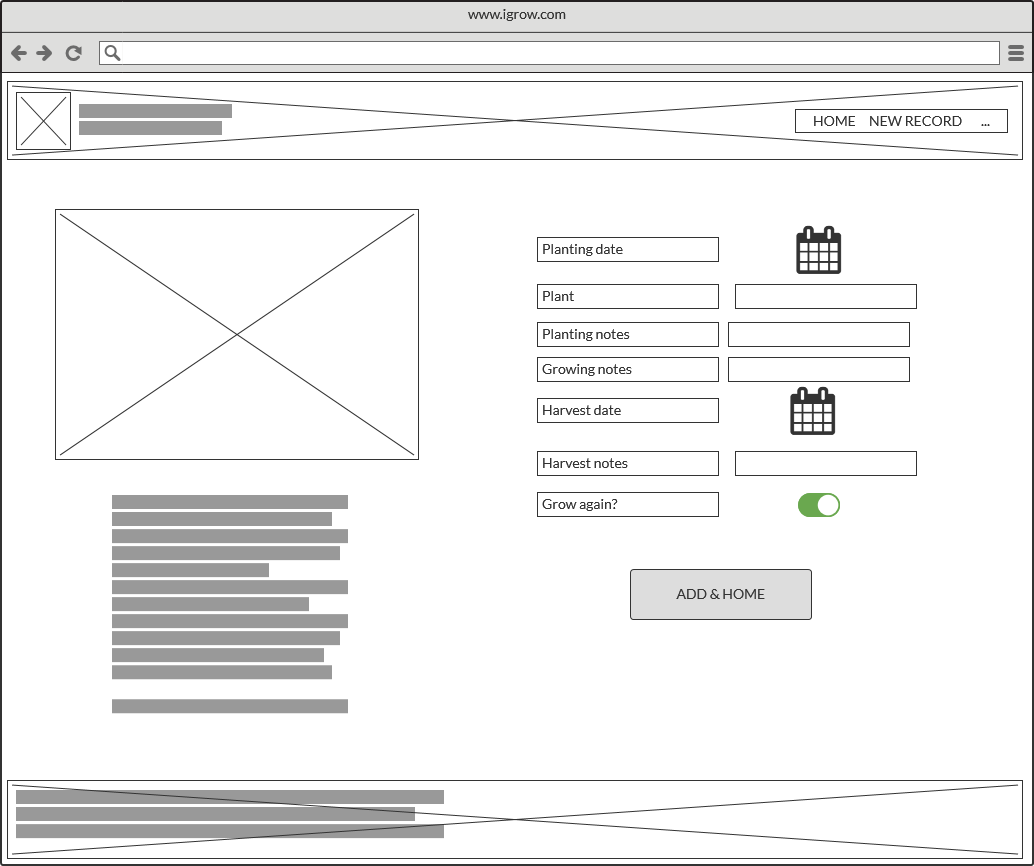 www.igrow.com
HOME NEW RECORD ...
Planting date
Plant
Planting notes
Growing notes
Harvest date
Harvest notes
Grow again?
ADD & HOME